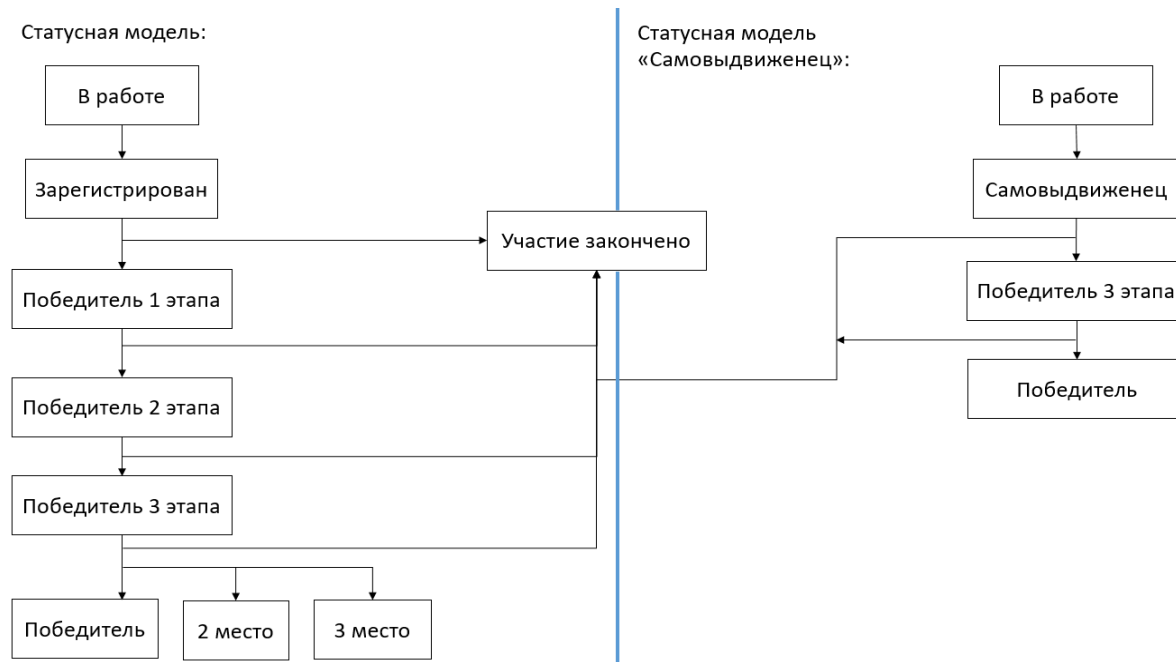 Статусная модель:
В работе
Зарегистрирован
Победитель 1 этапа
Победитель 2 этапа
Победитель 3 этапа
Победитель
2 место
3 место
Участие закончено
Статусная модель
«Самовыдвиженец»:
В работе
Самовыдвиженец
Победитель 3 этапа
Победитель